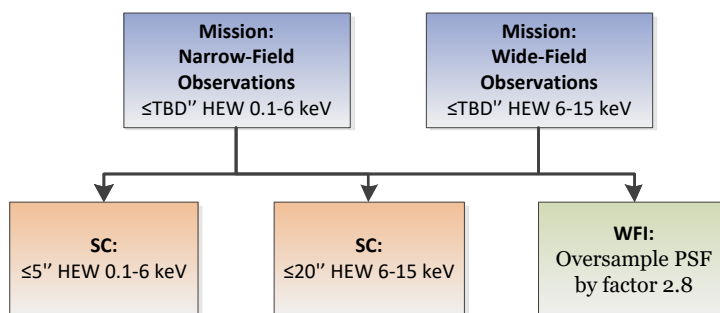 Mission:
Narrow-Field
Observations
≤TBD'' HEW 0.1-6 keV
Mission:
Wide-Field
Observations
≤TBD'' HEW 6-15 keV
SC:
≤5'' HEW 0.1-6 keV
SC:
≤20'' HEW 6-15 keV
WFI:
Oversample PSF
by factor 2.8